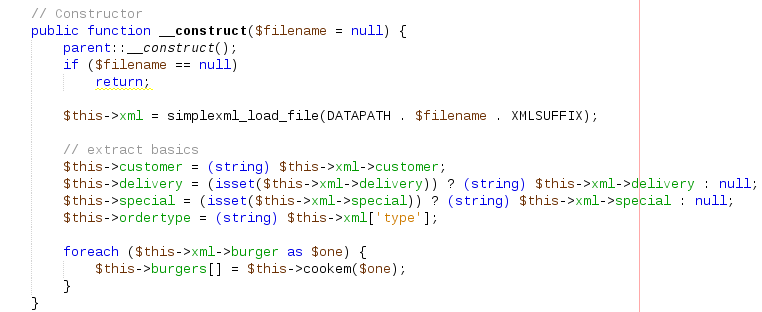 // Constructor
public function __construct($filename = null) {
    parent::__construct();
    if ($filename == null)
        return;

    $this->xml = simplexml_load_file(DATAPATH . $filename . XMLSUFFIX);

    // extract basics
    $this->customer = (string) $this->xml->customer;
    $this->delivery = (isset($this->xml->delivery)) ? (string) $this->xml->delivery : null;
    $this->special = (isset($this->xml->special)) ? (string) $this->xml->special : null;
    $this->ordertype = (string) $this->xml['type'];

    foreach ($this->xml->burger as $one) {
        $this->burgers[] = $this->cookem($one);
    }
}